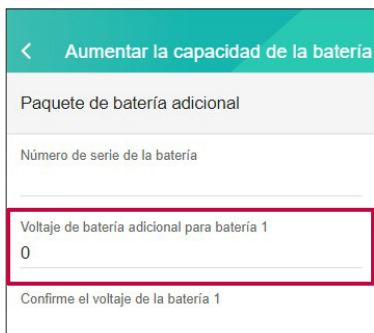 Aumentar la capacidad de la batería
Paquete de batería adicional
Número de serie de la batería
Voltaje de batería adicional para batería 1
0
Confirme el voltaje de la batería 1